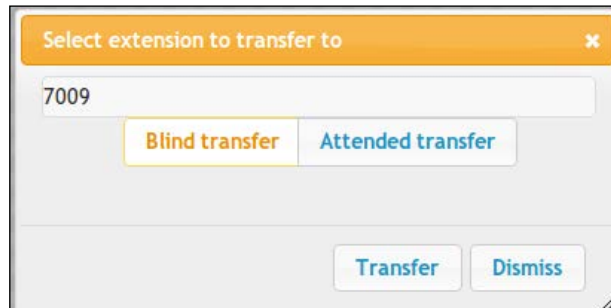 Select extension to transfer to
7009
Blind transfer Attended transfer
Transfer Dismiss